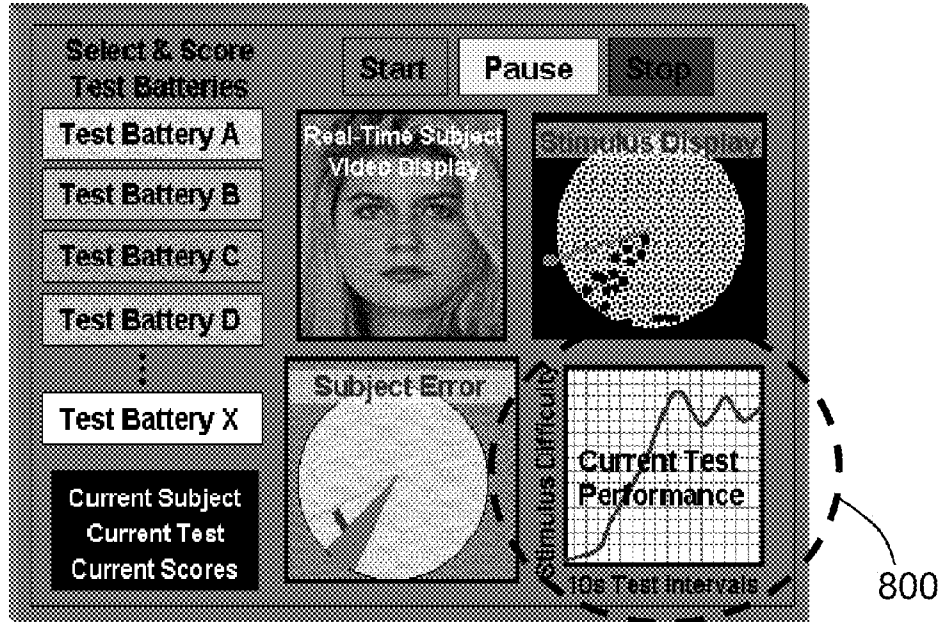 Select & Score
Test Batteries
Start
Pause
Stop
Test Battery A
Test Battery B
Test Battery C
Test Battery D
Test Battery X
Current Subject
Current Test
Current Scores
Real-Time Subject
Video Display
Stimulus Display
Subject Error
Stimulus Difficulty
Current Test
Performance
10s Test Intervals
800